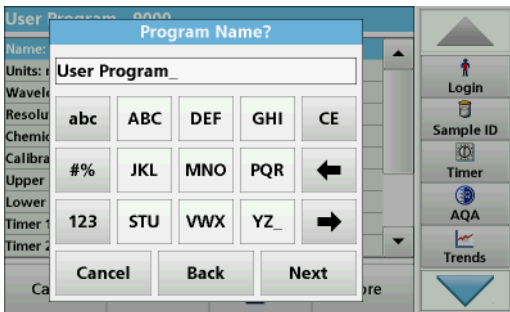 User Program 9000
Program Name?
Name:
Units:
User Program_
abc ABC DEF GHI CE
#% JKL MNO PQR
123 STU VWX YZ_
Cancel Back Next
Wavele
Resolu
Chemic
Calibra
Upper
Lower
Timer 1
Timer 2
Ca
ore
Login
Sample ID
Timer
AQA
Trends